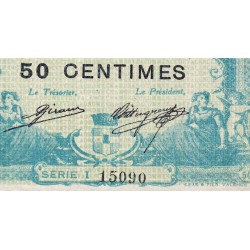 50 CENTIMES
Le Trésorier, Le Président,
SÉRIE I 15090